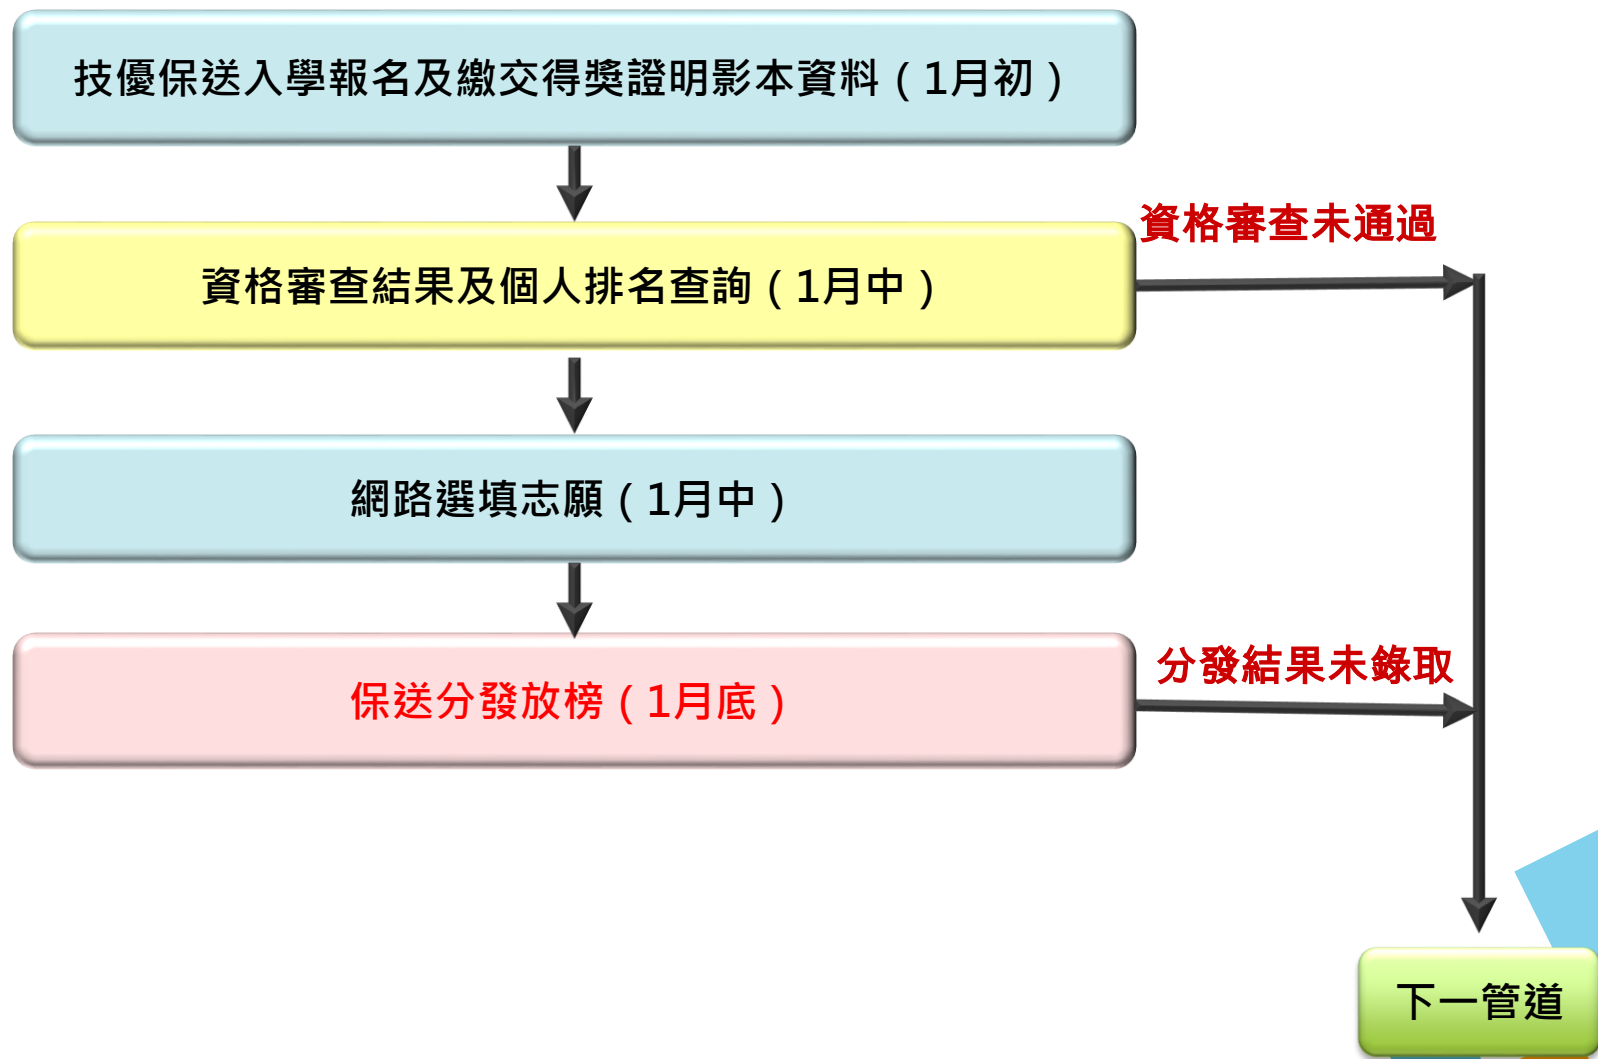 技優保送入學報名及繳交得獎證明影本資料（1月初）
資格審查未通過
資格審查結果及個人排名查詢（1月中）
網路選填志願（1月中）
分發結果未錄取
保送分發放榜（1月底）
下一管道